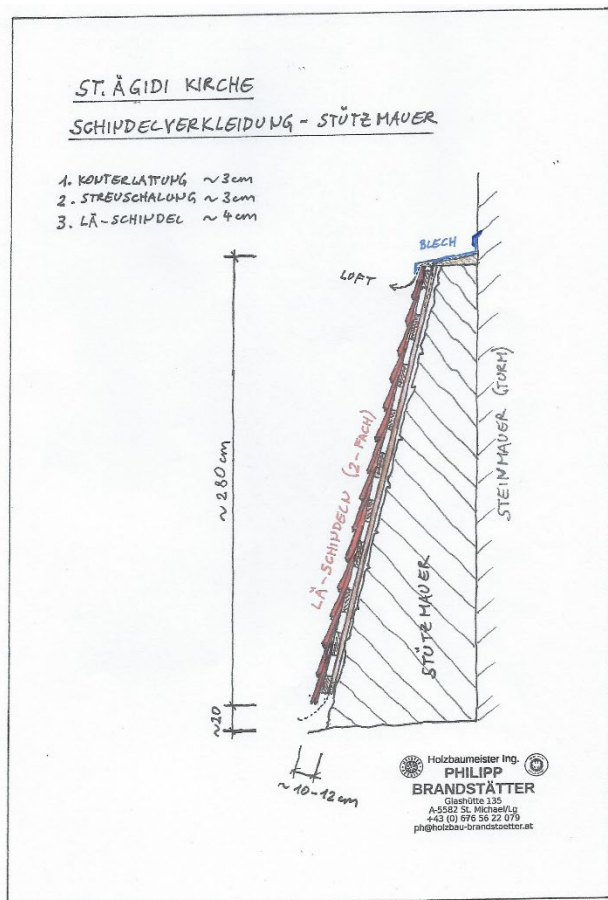 ST. ÄGIDI KIRCHE
SCHINDELVERKLEIDUNG - STÜTZMAUER
1. KONTERLATTUNG ~3cm
2. STREUSCHALUNG ~3cm
3. LÄ-SCHINDEL ~4cm
BLECH
LUFT
~280cm
LÄ-SCHINDELN (2-FACH)
STÜTZMAUER
STEINMAUER (TURM)
~20
~10-12cm
Holzbaumeister Ing.
PHILIPP
BRANDSTÄTTER
Glashütte 135
A-5582 St. Michael/Lg
+43 (0) 676 56 22 079
ph@holzbau-brandstaetter.at